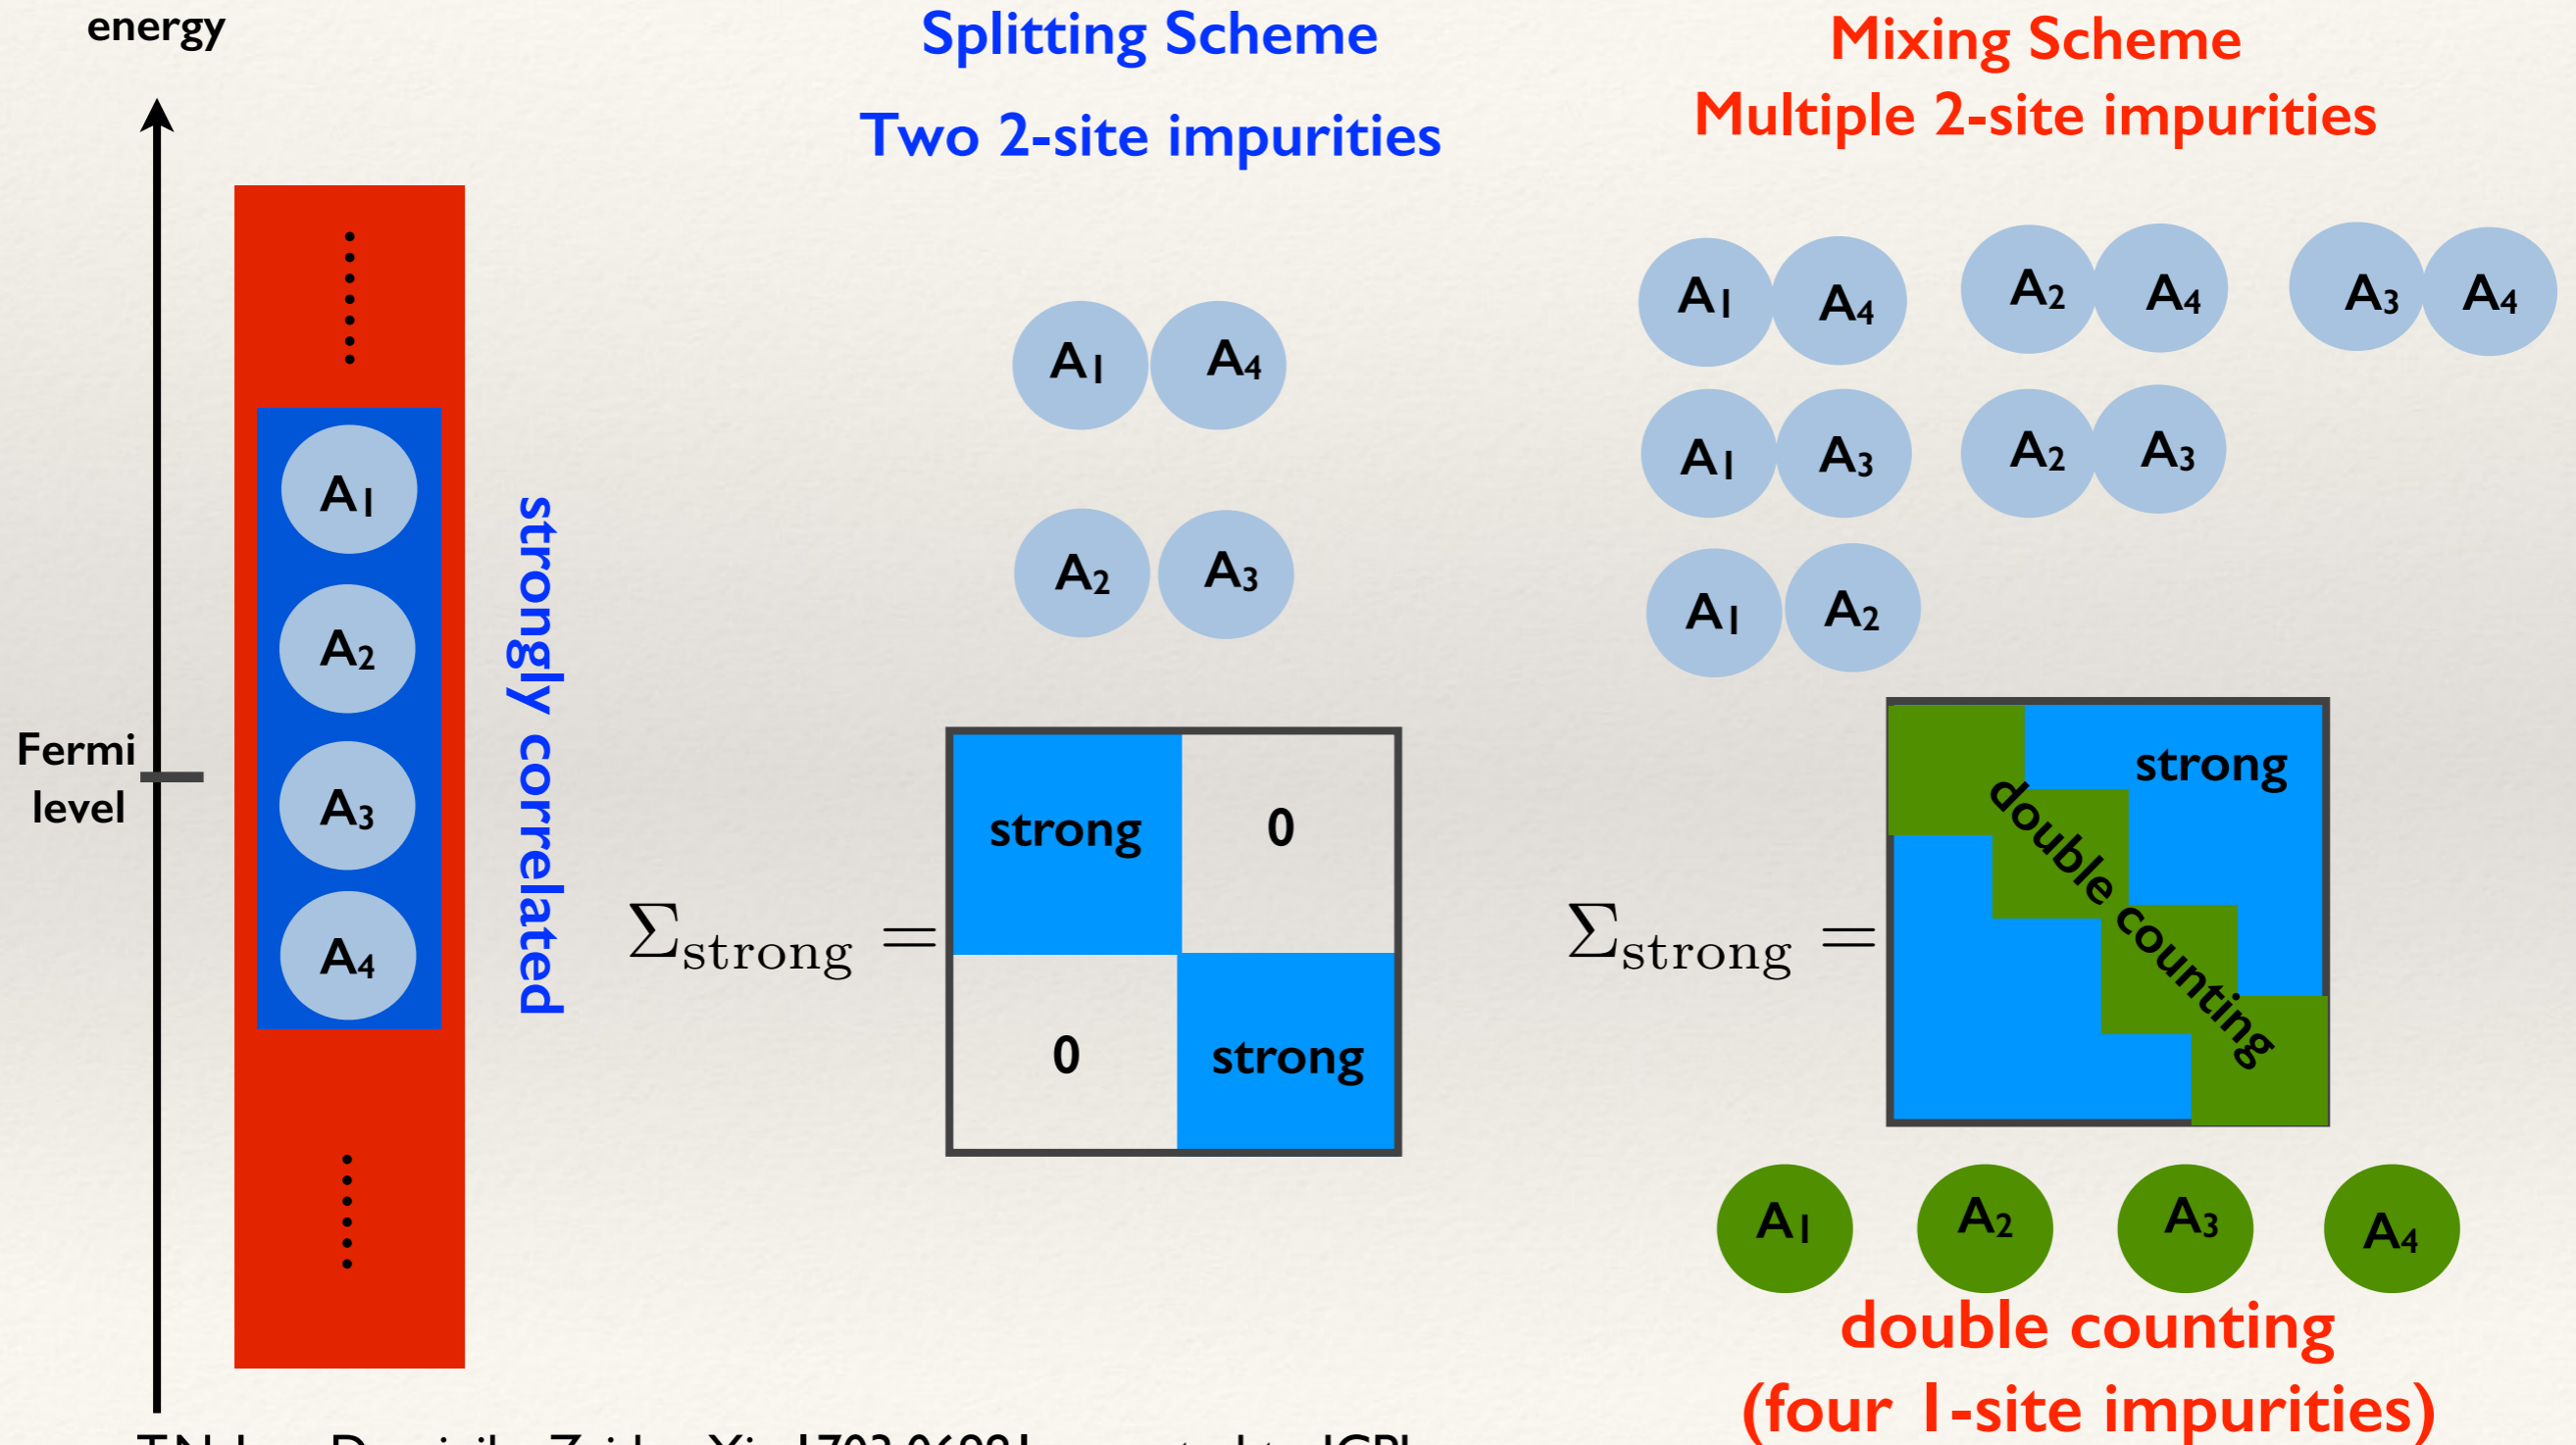 energy
Splitting Scheme
Two 2-site impurities
Mixing Scheme
Multiple 2-site impurities
A1 A4
A2 A3
A1 A4 A2 A4 A3 A4
A1 A3 A2 A3
A1 A2
A1
A2
A3
A4
strongly correlated
Fermi
level
Σstrong =
strong 0
0 strong
Σstrong =
strong
double counting
A1 A2 A3 A4
double counting
(four 1-site impurities)